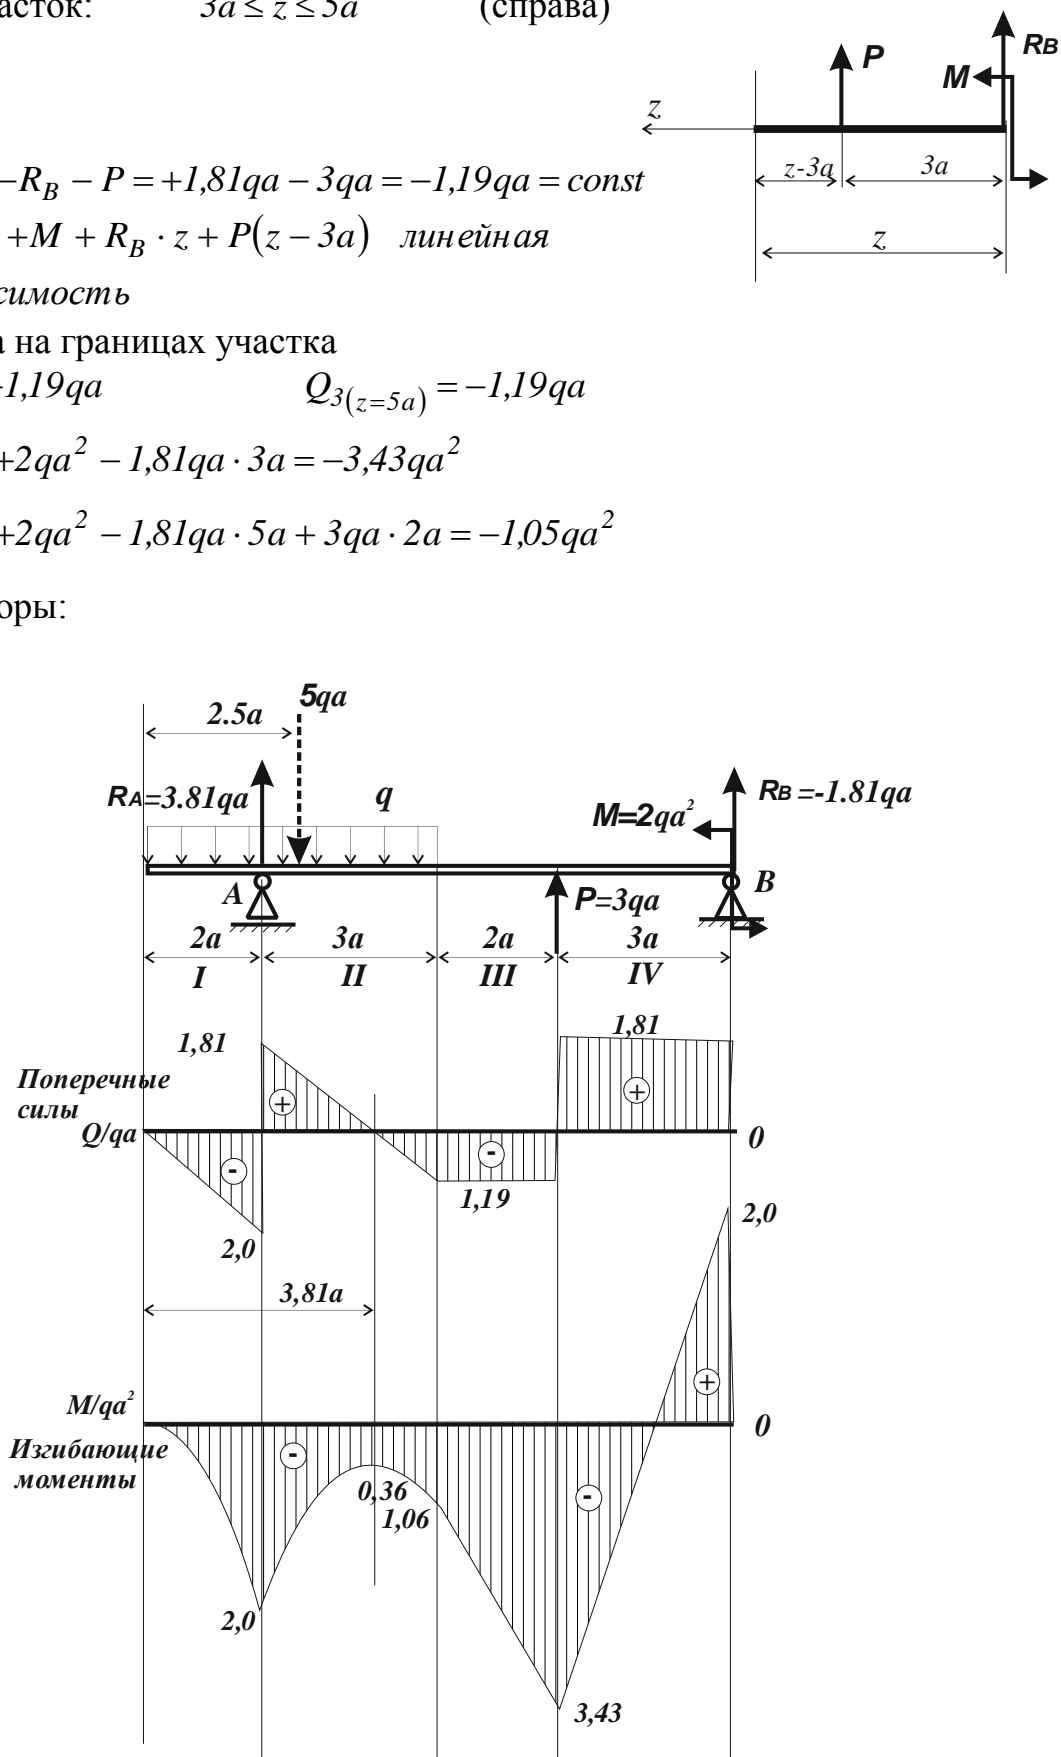 асток: 3a ≤ z ≤ 5a (справа)
RB
P
M
z
z-3a 3a
z
−R_B − P = +1,81qa − 3qa = −1,19qa = const
+M + R_B · z + P(z − 3a) линейная
симость
а на границах участка
-1,19qa Q_3(z=5a) = −1,19qa
+2qa² − 1,81qa · 3a = −3,43qa²
+2qa² − 1,81qa · 5a + 3qa · 2a = −1,05qa²
оры:
5qa
2.5a
RA=3.81qa q M=2qa² RB =-1.81qa
A P=3qa B
2a 3a 2a 3a
I II III IV
1,81 1,81
Поперечные
силы
+ +
Q/qa - - 0
1,19
2,0 2,0
3,81a
+
M/qa² 0
Изгибающие
моменты
- -
0,36
1,06
2,0
3,43